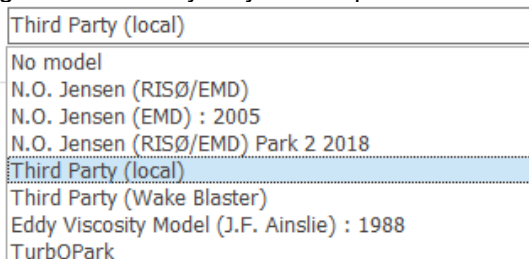 Third Party (local)
No model
N.O. Jensen (RISØ/EMD)
N.O. Jensen (EMD) : 2005
N.O. Jensen (RISØ/EMD) Park 2 2018
Third Party (local)
Third Party (Wake Blaster)
Eddy Viscosity Model (J.F. Ainslie) : 1988
TurbOPark